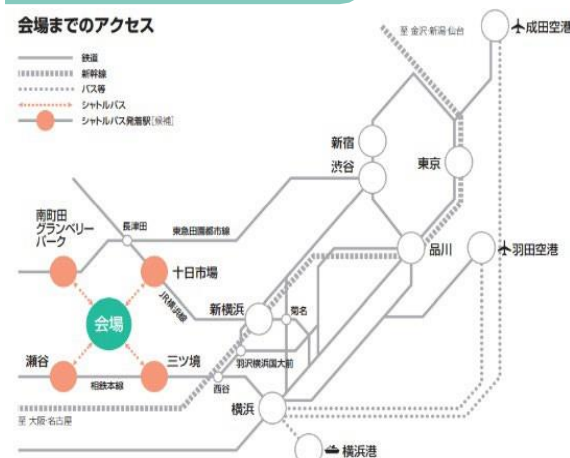 会場までのアクセス
鉄道
新幹線
バス等
シャトルバス
シャトルバス発着駅[候補]
至 金沢・新潟・仙台
成田空港
新宿
渋谷
東京
南町田
グランベリー
パーク
長津田
東急田園都市線
十日市場
JR横浜線
品川
羽田空港
新横浜
菊名
会場
羽沢横浜国大前
瀬谷
三ツ境
相鉄本線
西谷
横浜
至 大阪・名古屋
横浜港